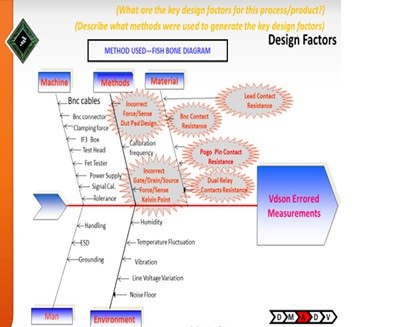 (What are the key design factors for this process/product?)
(Describe what methods were used to generate the key design factors)
METHOD USED—FISH BONE DIAGRAM
Design Factors
Machine
Methods
Material
Bnc cables
Bnc connector
Clamping force
IF3 Box
Test Head
Fet Tester
Power Supply
Signal Cal.
Tolerance
Incorrect
Force/Sense
Dut Pad Design
Calibration
frequency
Incorrect
Gate/Drain/Source
Force/Sense
Kelvin Point
Lead Contact
Resistance
Bnc Contact
Resistance
Pogo Pin Contact
Resistance
Dual Relay
Contacts Resistance
Vdson Errored
Measurements
Handling
ESD
Grounding
Humidity
Temperature Fluctuation
Vibration
Line Voltage Variation
Noise Floor
Man
Environment
D M A D V